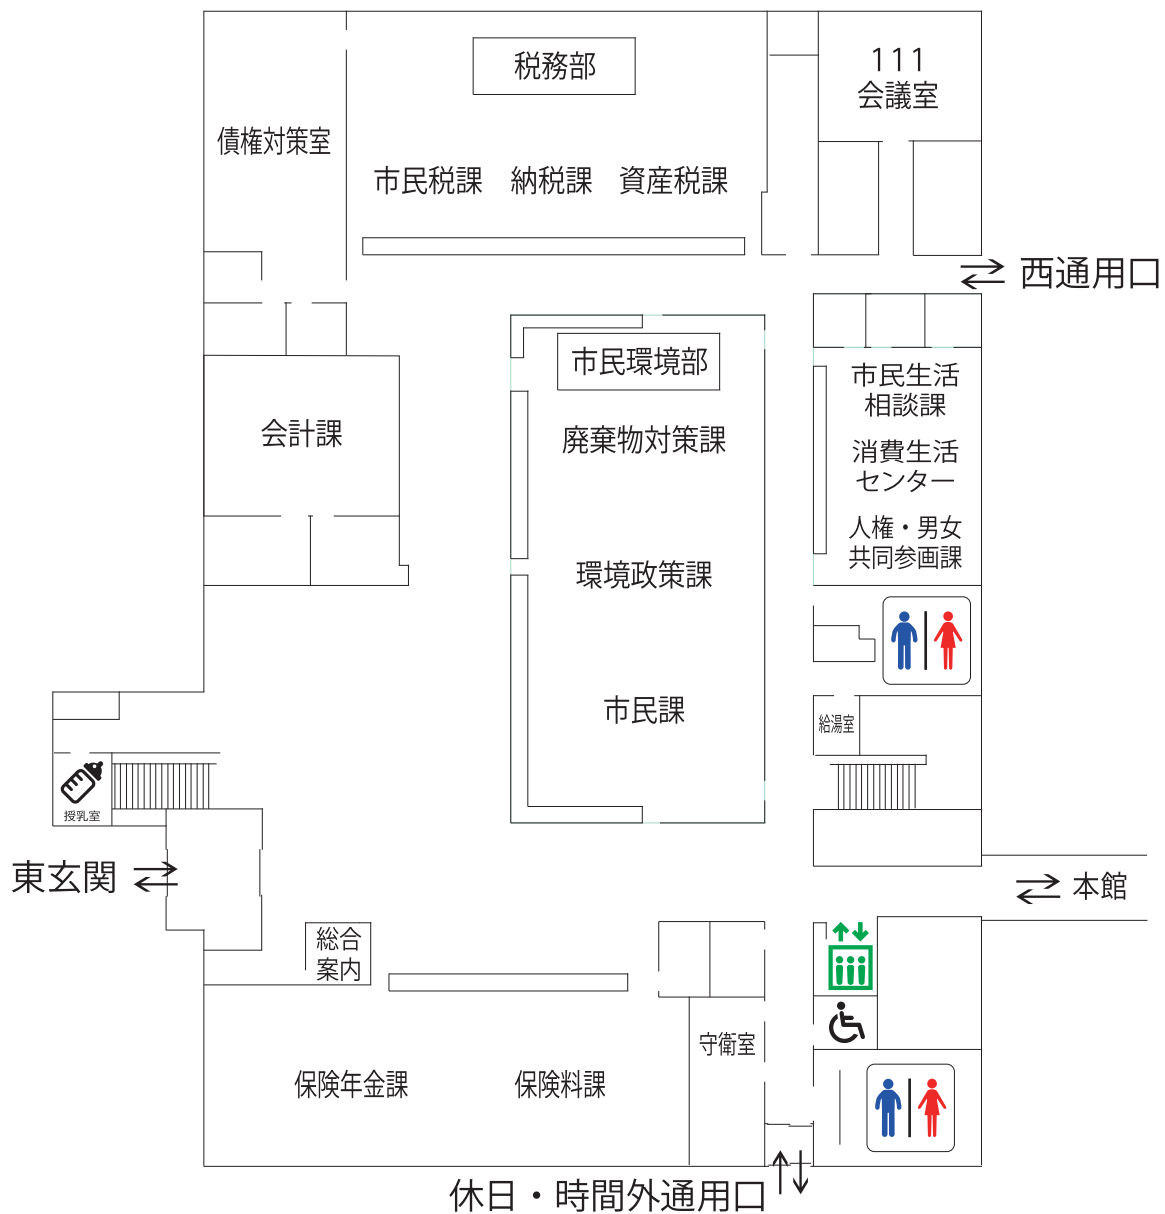 税務部
111
会議室
債権対策室
市民税課 納税課 資産税課
西通用口
市民環境部
市民生活
相談課
会計課
廃棄物対策課
消費生活
センター
人権・男女
共同参画課
環境政策課
市民課
給湯室
授乳室
東玄関
本館
総合
案内
守衛室
保険年金課
保険料課
休日・時間外通用口